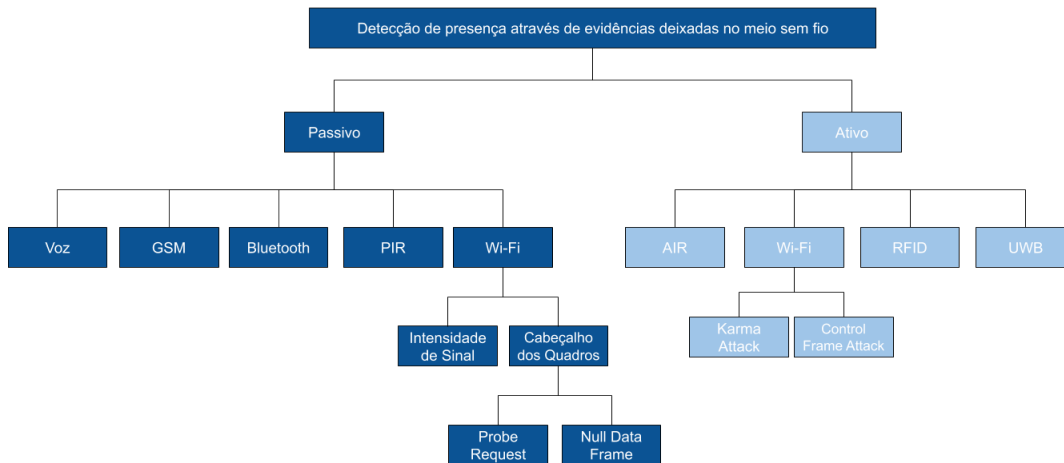 Detecção de presença através de evidências deixadas no meio sem fio
Passivo
Ativo
Voz
GSM
Bluetooth
PIR
Wi-Fi
AIR
Wi-Fi
RFID
UWB
Intensidade
de Sinal
Cabeçalho
dos Quadros
Karma
Attack
Control
Frame Attack
Probe
Request
Null Data
Frame